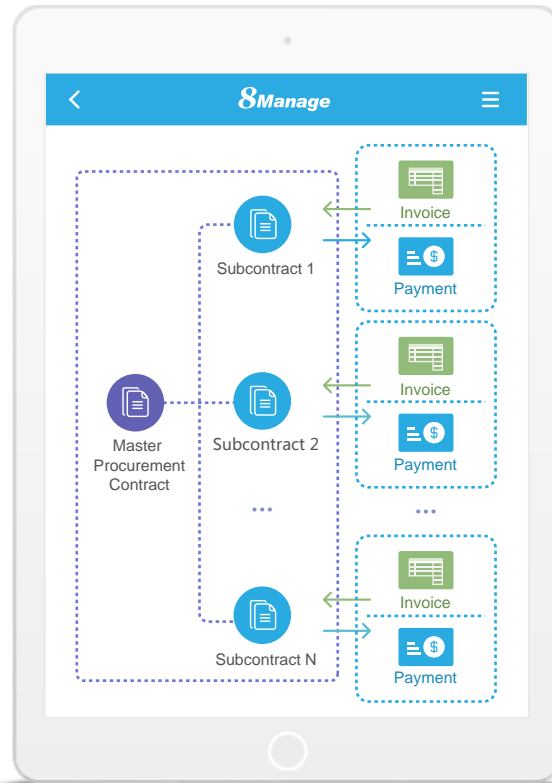 8Manage
Invoice
Subcontract 1
Payment
Invoice
Master
Procurement
Contract
Subcontract 2
Payment
...
...
Invoice
Subcontract N
Payment